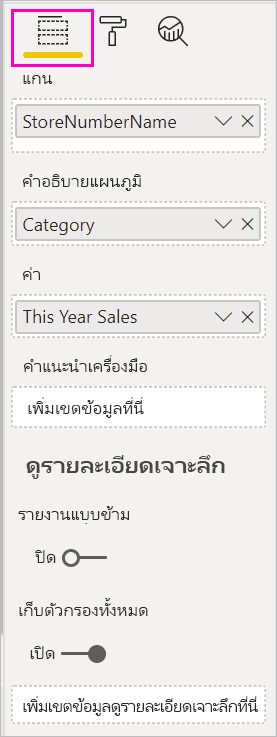 แกน
StoreNumberName
คำอธิบายแผนภูมิ
Category
ค่า
This Year Sales
คำแนะนำเครื่องมือ
เพิ่มเขตข้อมูลที่นี่
ดูรายละเอียดเจาะลึก
รายงานแบบข้าม
ปิด
เก็บตัวกรองทั้งหมด
เปิด
เพิ่มเขตข้อมูลดูรายละเอียดเจาะลึกที่นี่